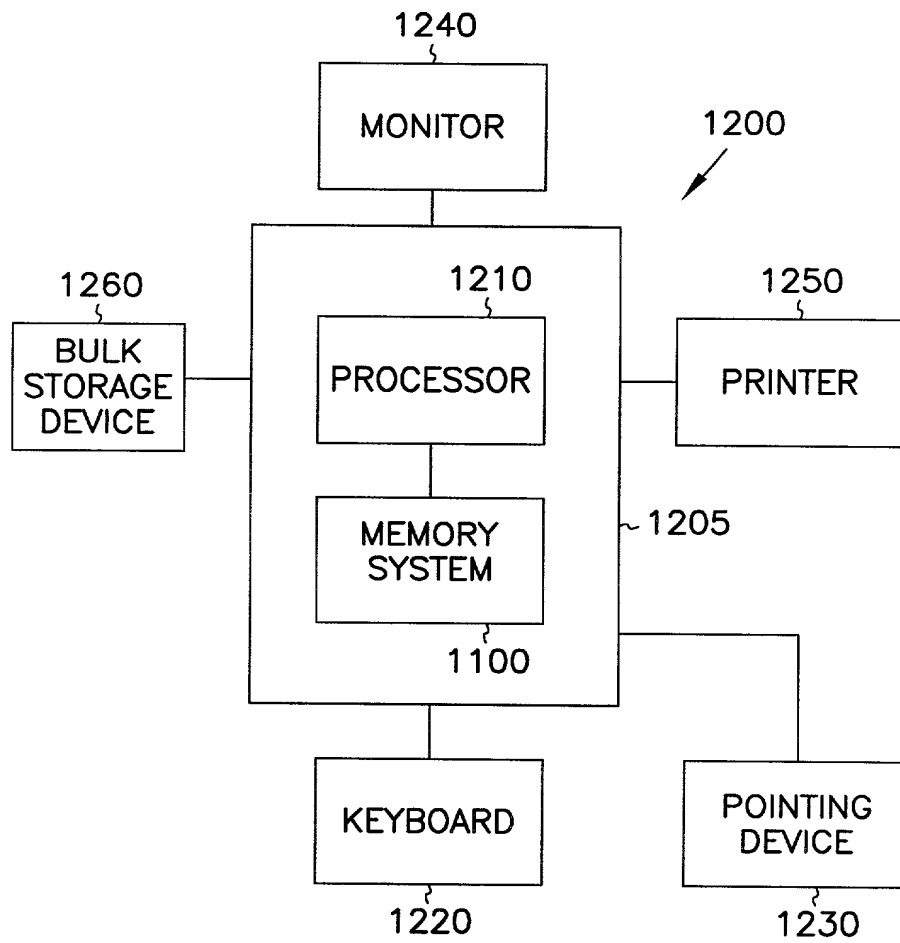 1240
MONITOR
1200
1260
BULK
STORAGE
DEVICE
1210
PROCESSOR
1250
PRINTER
MEMORY
SYSTEM
1205
1100
KEYBOARD
1220
POINTING
DEVICE
1230